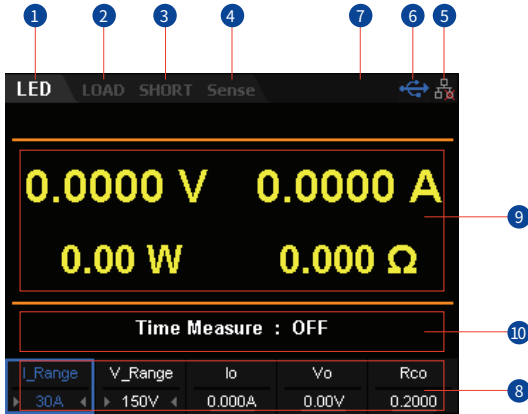 1 2 3 4 7 6 5
LED LOAD SHORT Sense
0.0000 V 0.0000 A
9
0.00 W 0.000 Ω
Time Measure : OFF
10
I_Range V_Range Io Vo Rco
8
30A 150V 0.000A 0.00V 0.2000